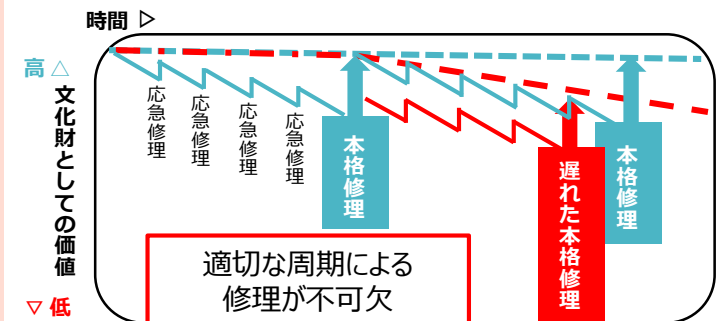 時間 ▷
高△
文化財としての価値
▽低
応急修理
応急修理
応急修理
応急修理
本格修理
遅れた本格修理
本格修理
適切な周期による
修理が不可欠